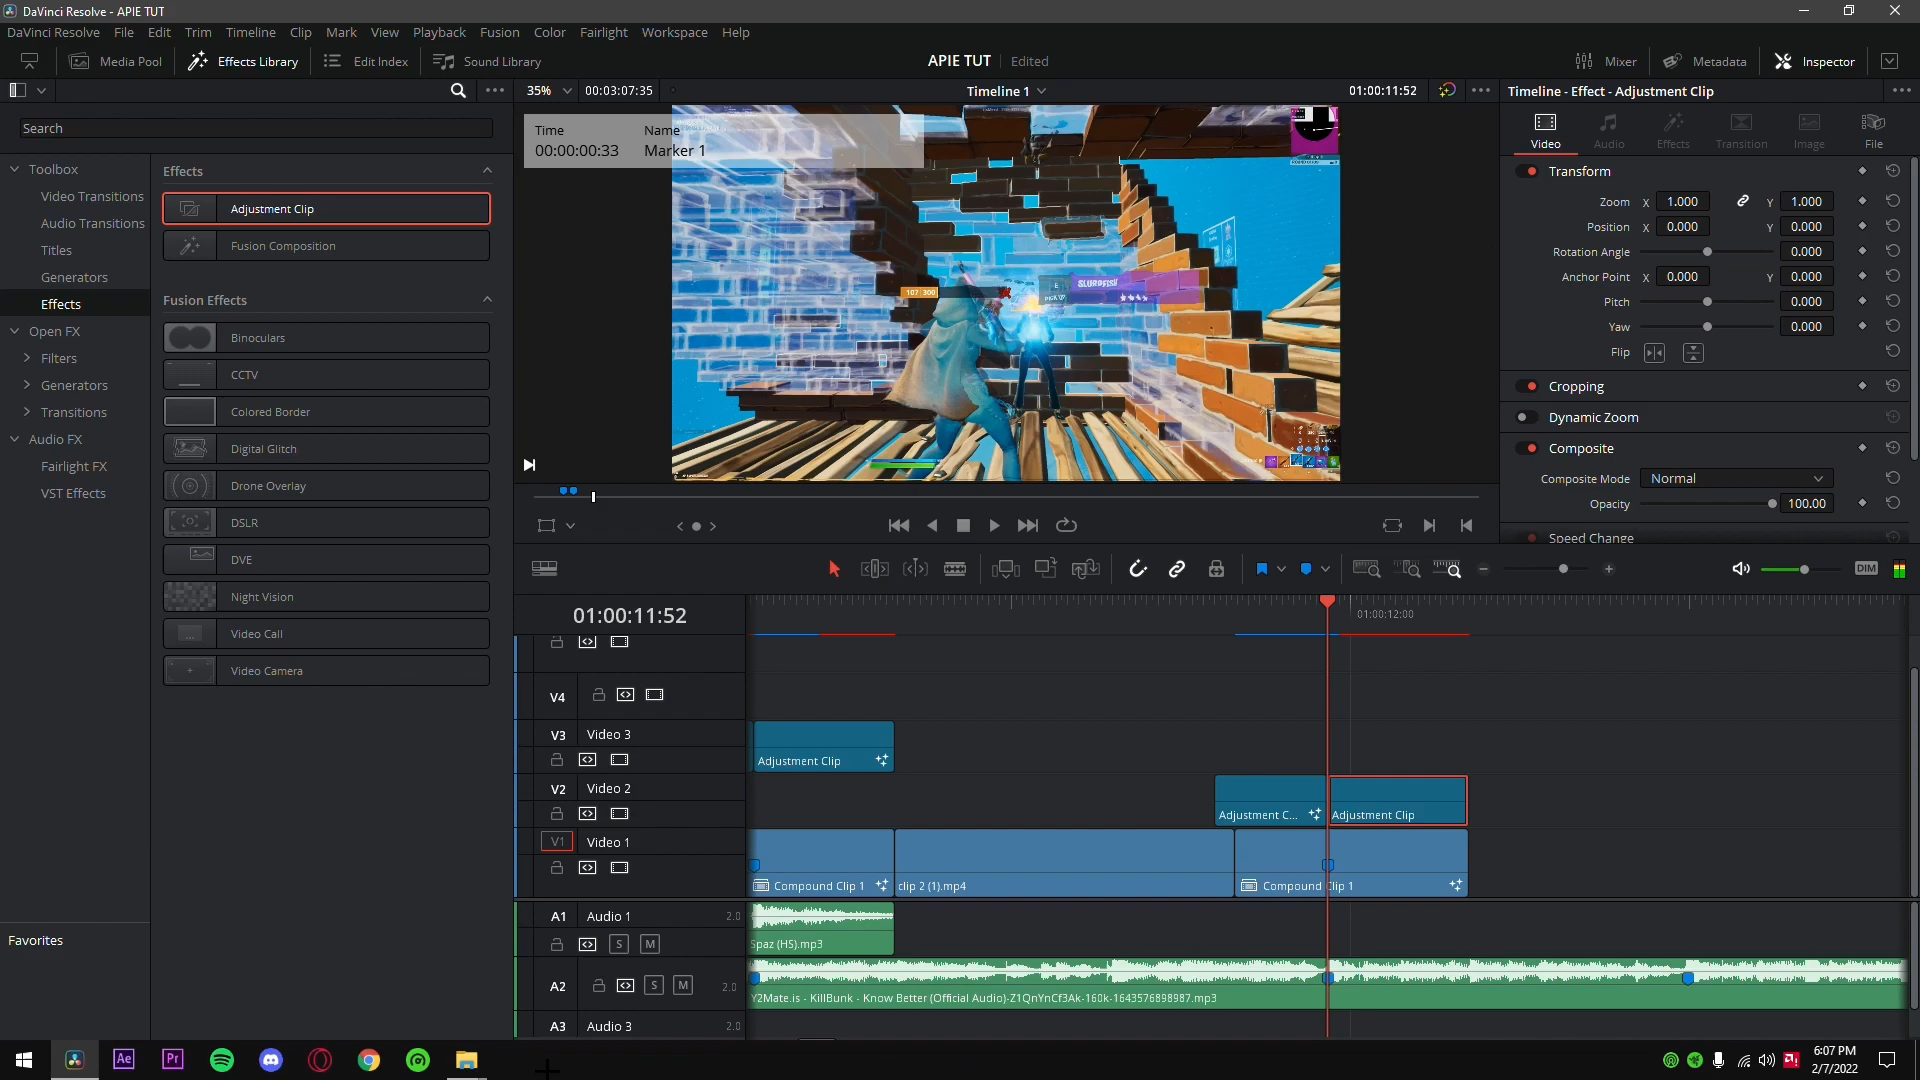 DaVinci Resolve - APIE TUT
DaVinci Resolve File Edit Trim Timeline Clip Mark View Playback Fusion Color Fairlight Workspace Help
Media Pool Effects Library Edit Index Sound Library
APIE TUT Edited
Mixer Metadata Inspector
35% 00:03:07:35 Timeline 1 01:00:11:52
Timeline - Effect - Adjustment Clip
Search
Toolbox
Video Transitions
Audio Transitions
Titles
Generators
Effects
Open FX
Filters
Generators
Transitions
Audio FX
Fairlight FX
VST Effects
Favorites
Effects
Adjustment Clip
Fusion Composition
Fusion Effects
Binoculars
CCTV
Colored Border
Digital Glitch
Drone Overlay
DSLR
DVE
Night Vision
Video Call
Video Camera
Time Name
00:00:00:33 Marker 1
107 300
E SLURPFISH
PICK UP
Video Audio Effects Transition Image File
Transform
Zoom X 1.000 Y 1.000
Position X 0.000 Y 0.000
Rotation Angle 0.000
Anchor Point X 0.000 Y 0.000
Pitch 0.000
Yaw 0.000
Flip
Cropping
Dynamic Zoom
Composite
Composite Mode Normal
Opacity 100.00
Speed Change
DIM
01:00:11:52
01:00:12:00
V4
V3 Video 3
Adjustment Clip
V2 Video 2
Adjustment C... Adjustment Clip
V1 Video 1
Compound Clip 1 clip 2 (1).mp4 Compound Clip 1
A1 Audio 1 2.0
S M
Spaz (HS).mp3
A2 S M 2.0
Y2Mate.is - KillBunk - Know Better (Official Audio)-Z1QnYnCf3Ak-160k-1643576898987.mp3
A3 Audio 3 2.0
Ae Pr
6:07 PM
2/7/2022